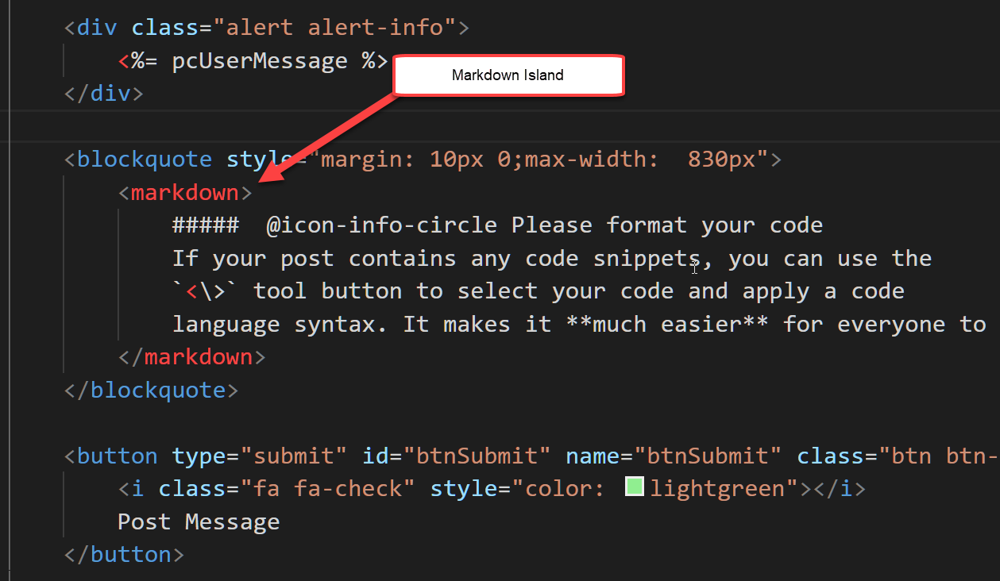 <div class="alert alert-info">
<%= pcUserMessage %>
Markdown Island
</div>
<blockquote style="margin: 10px 0;max-width:  830px">
<markdown>
#####  @icon-info-circle Please format your code
If your post contains any code snippets, you can use the
`<\>` tool button to select your code and apply a code
language syntax. It makes it **much easier** for everyone to
</markdown>
</blockquote>
<button type="submit" id="btnSubmit" name="btnSubmit" class="btn btn-
<i class="fa fa-check" style="color: lightgreen"></i>
Post Message
</button>